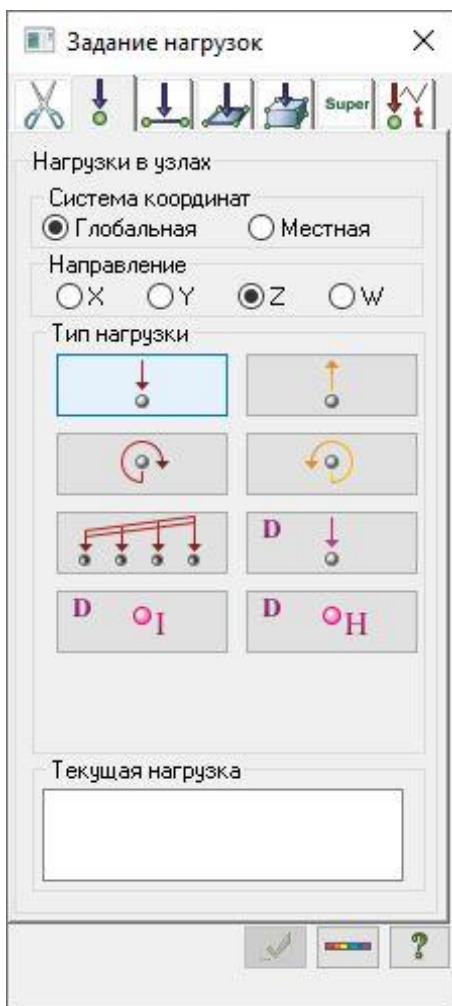 Задание нагрузок
Super t
Нагрузки в узлах
Система координат
Глобальная Местная
Направление
X Y Z W
Тип нагрузки
D
D I D H
Текущая нагрузка
?